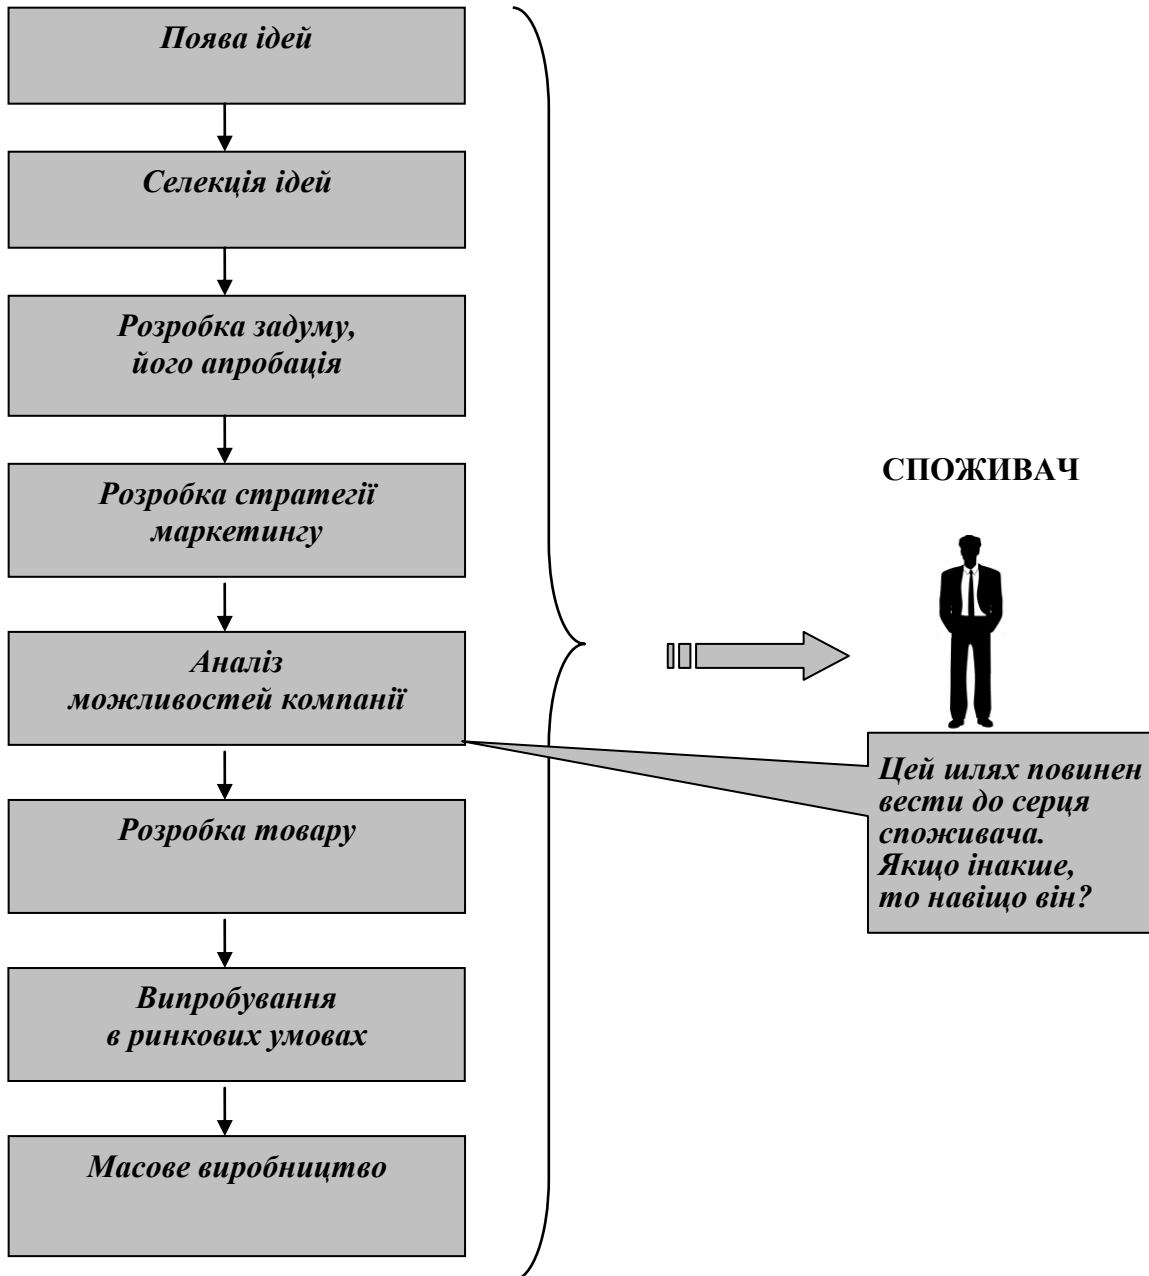 Поява ідей
Селекція ідей
Розробка задуму,
його апробація
Розробка стратегії
маркетингу
Аналіз
можливостей компанії
Розробка товару
Випробування
в ринкових умовах
Масове виробництво
СПОЖИВАЧ
Цей шлях повинен
вести до серця
споживача.
Якщо інакше,
то навіщо він?